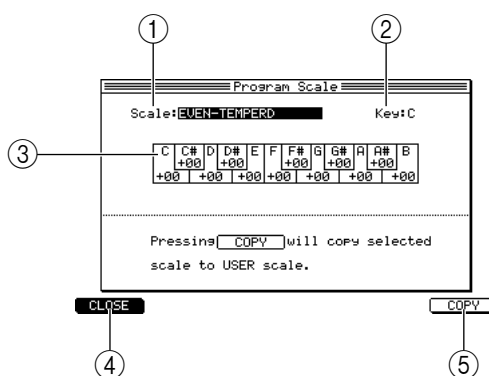 ① ②
Program Scale
Scale:EVEN-TEMPERD Key:C
③
C C# D D# E F F# G G# A A# B
+00 +00 +00 +00 +00
+00 +00 +00 +00 +00 +00 +00
Pressing COPY will copy selected
scale to USER scale.
CLOSE COPY
④ ⑤